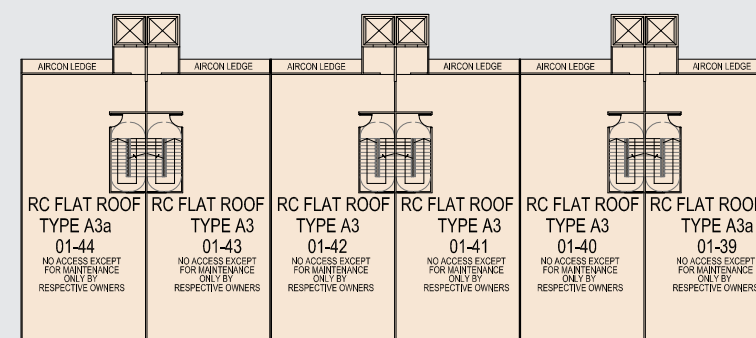 AIRCON LEDGE
AIRCON LEDGE
AIRCON LEDGE
AIRCON LEDGE
AIRCON LEDGE
AIRCON LEDGE
RC FLAT ROOF
TYPE A3a
01-44
NO ACCESS EXCEPT
FOR MAINTENANCE
ONLY BY
RESPECTIVE OWNERS
RC FLAT ROOF
TYPE A3
01-43
NO ACCESS EXCEPT
FOR MAINTENANCE
ONLY BY
RESPECTIVE OWNERS
RC FLAT ROOF
TYPE A3
01-42
NO ACCESS EXCEPT
FOR MAINTENANCE
ONLY BY
RESPECTIVE OWNERS
RC FLAT ROOF
TYPE A3
01-41
NO ACCESS EXCEPT
FOR MAINTENANCE
ONLY BY
RESPECTIVE OWNERS
RC FLAT ROOF
TYPE A3
01-40
NO ACCESS EXCEPT
FOR MAINTENANCE
ONLY BY
RESPECTIVE OWNERS
RC FLAT ROOF
TYPE A3a
01-39
NO ACCESS EXCEPT
FOR MAINTENANCE
ONLY BY
RESPECTIVE OWNERS